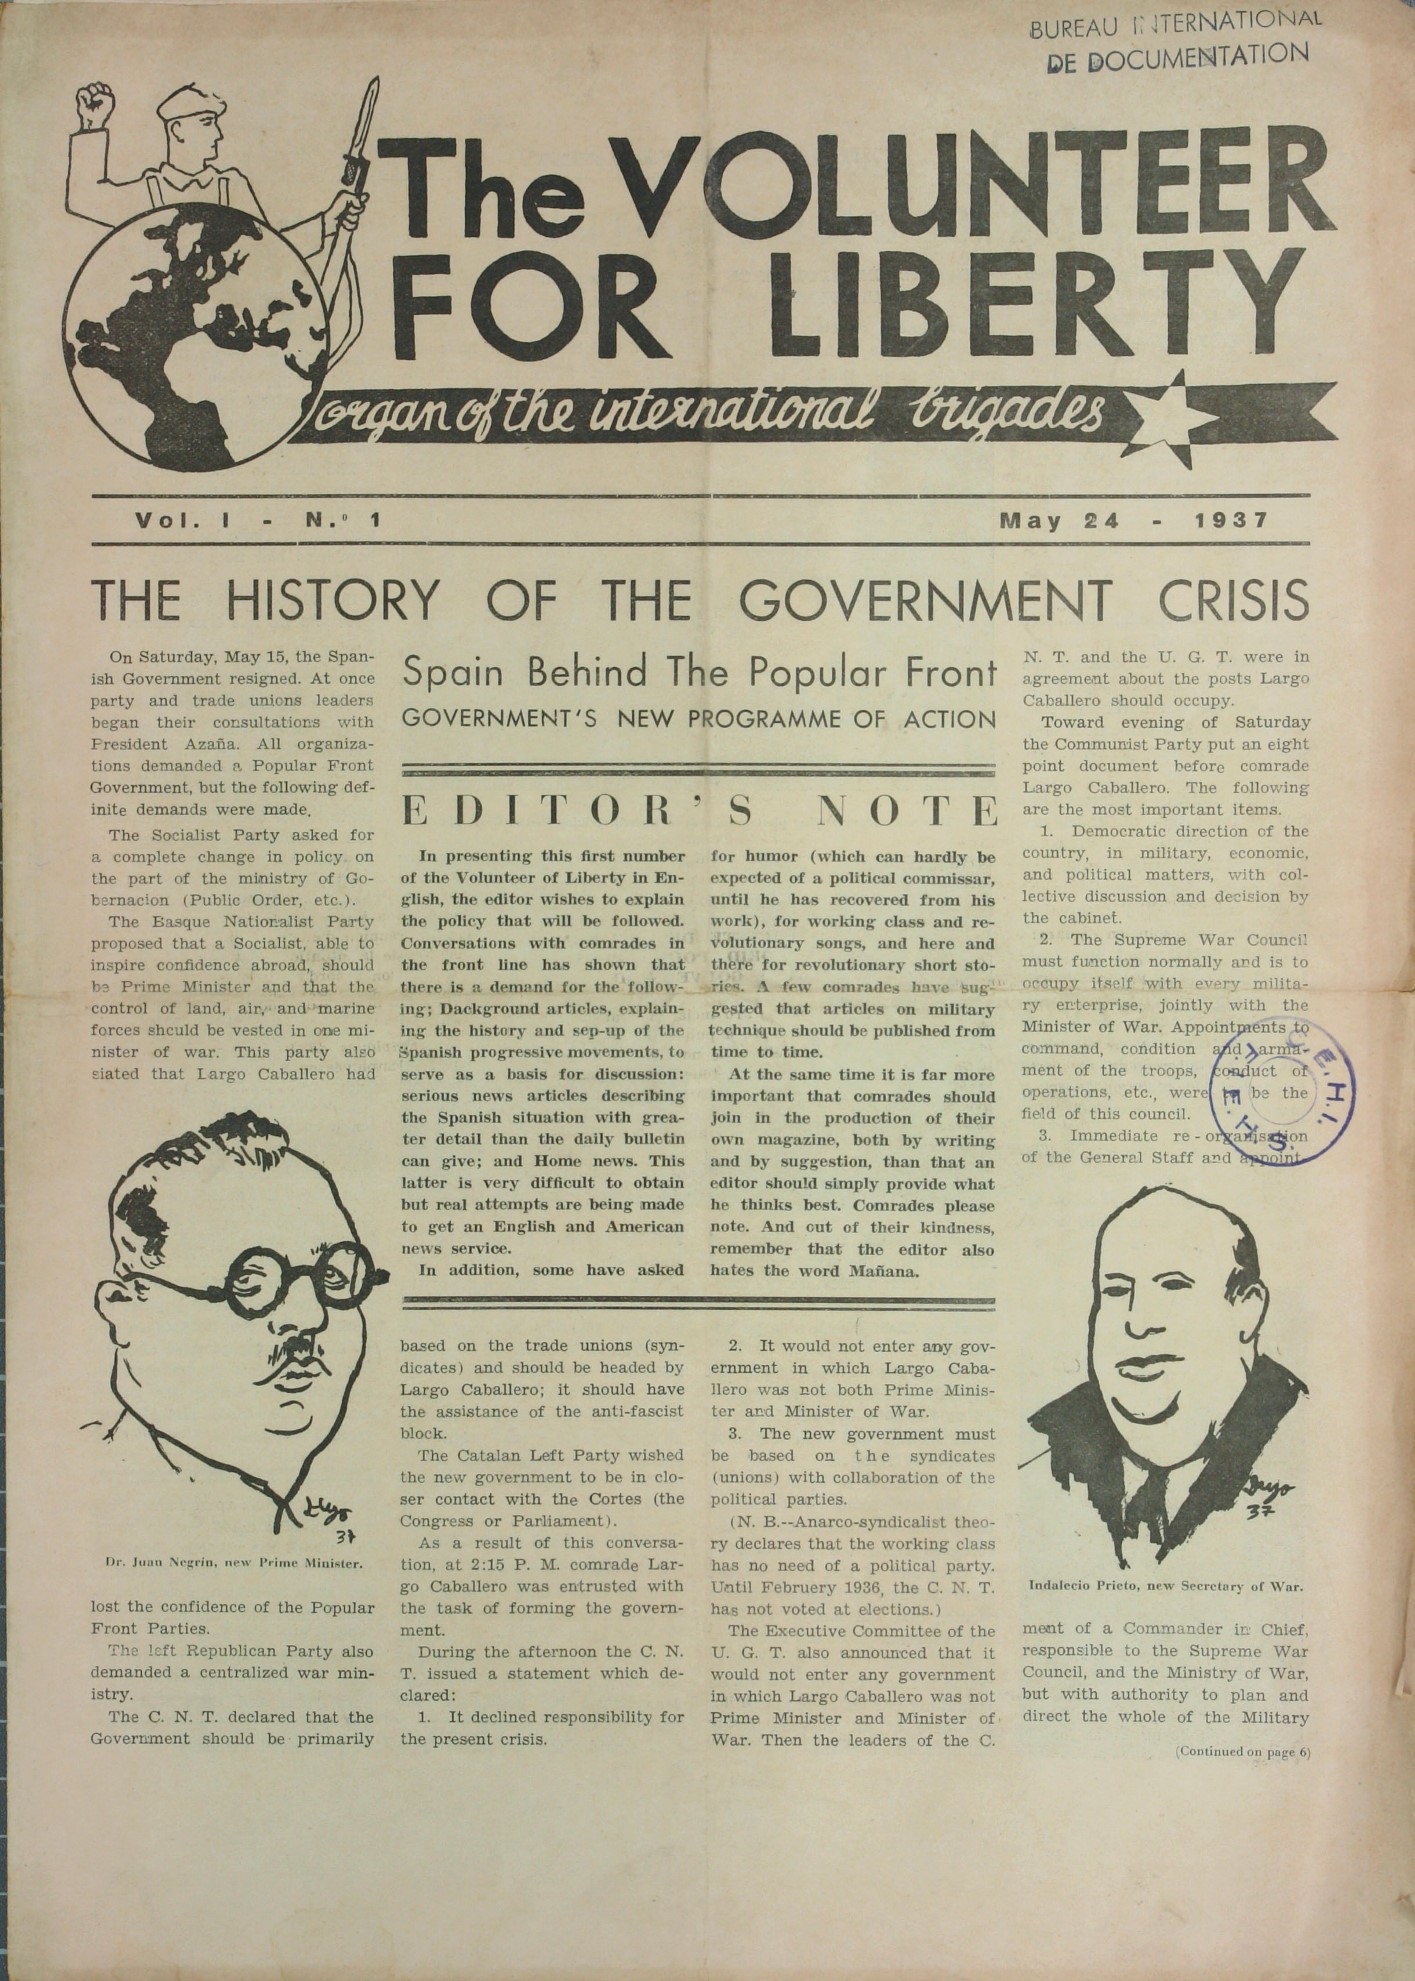 BUREAU INTERNATIONAL
DE DOCUMENTATION
The VOLUNTEER
FOR LIBERTY
organ of the international brigades
Vol. I - N.º 1
May 24 - 1937
THE HISTORY OF THE GOVERNMENT CRISIS
On Saturday, May 15, the Span-
ish Government resigned. At once
party and trade unions leaders
began their consultations with
President Azaña. All organiza-
tions demanded a Popular Front
Government, but the following def-
inite demands were made.
The Socialist Party asked for
a complete change in policy on
the part of the ministry of Go-
bernacion (Public Order, etc.).
The Basque Nationalist Party
proposed that a Socialist, able to
inspire confidence abroad, should
be Prime Minister and that the
control of land, air, and marine
forces should be vested in one mi-
nister of war. This party also
stated that Largo Caballero had
Dr. Juan Negrín, new Prime Minister.
lost the confidence of the Popular
Front Parties.
The left Republican Party also
demanded a centralized war min-
istry.
The C. N. T. declared that the
Government should be primarily
Spain Behind The Popular Front
GOVERNMENT'S NEW PROGRAMME OF ACTION
EDITOR'S NOTE
In presenting this first number
of the Volunteer of Liberty in En-
glish, the editor wishes to explain
the policy that will be followed.
Conversations with comrades in
the front line has shown that
there is a demand for the follow-
ing; Dackground articles, explain-
ing the history and sep-up of the
Spanish progressive movements, to
serve as a basis for discussion:
serious news articles describing
the Spanish situation with grea-
ter detail than the daily bulletin
can give; and Home news. This
latter is very difficult to obtain
but real attempts are being made
to get an English and American
news service.
In addition, some have asked
for humor (which can hardly be
expected of a political commissar,
until he has recovered from his
work), for working class and re-
volutionary songs, and here and
there for revolutionary short sto-
ries. A few comrades have sug-
gested that articles on military
technique should be published from
time to time.
At the same time it is far more
important that comrades should
join in the production of their
own magazine, both by writing
and by suggestion, than that an
editor should simply provide what
he thinks best. Comrades please
note. And out of their kindness,
remember that the editor also
hates the word Mañana.
based on the trade unions (syn-
dicates) and should be headed by
Largo Caballero; it should have
the assistance of the anti-fascist
block.
The Catalan Left Party wished
the new government to be in clo-
ser contact with the Cortes (the
Congress or Parliament).
As a result of this conversa-
tion, at 2:15 P. M. comrade Lar-
go Caballero was entrusted with
the task of forming the govern-
ment.
During the afternoon the C. N.
T. issued a statement which de-
clared:
1. It declined responsibility for
the present crisis.
2. It would not enter any gov-
ernment in which Largo Caba-
llero was not both Prime Minis-
ter and Minister of War.
3. The new government must
be based on the syndicates
(unions) with collaboration of the
political parties.
(N. B.--Anarco-syndicalist theo-
ry declares that the working class
has no need of a political party.
Until Februery 1936, the C. N. T.
has not voted at elections.)
The Executive Committee of the
U. G. T. also announced that it
would not enter any government
in which Largo Caballero was not
Prime Minister and Minister of
War. Then the leaders of the C.
N. T. and the U. G. T. were in
agreement about the posts Largo
Caballero should occupy.
Toward evening of Saturday
the Communist Party put an eight
point document before comrade
Largo Caballero. The following
are the most important items.
1. Democratic direction of the
country, in military, economic,
and political matters, with col-
lective discussion and decision by
the cabinet.
2. The Supreme War Council
must function normally and is to
occupy itself with every milita-
ry enterprise, jointly with the
Minister of War. Appointments to
command, condition and arma-
ment of the troops, conduct of
operations, etc., were to be the
field of this council.
3. Immediate re-organisation
of the General Staff and appoint-
Indalecio Prieto, new Secretary of War.
ment of a Commander in Chief,
responsible to the Supreme War
Council, and the Ministry of War,
but with authority to plan and
direct the whole of the Military
(Continued on page 6)
37
37